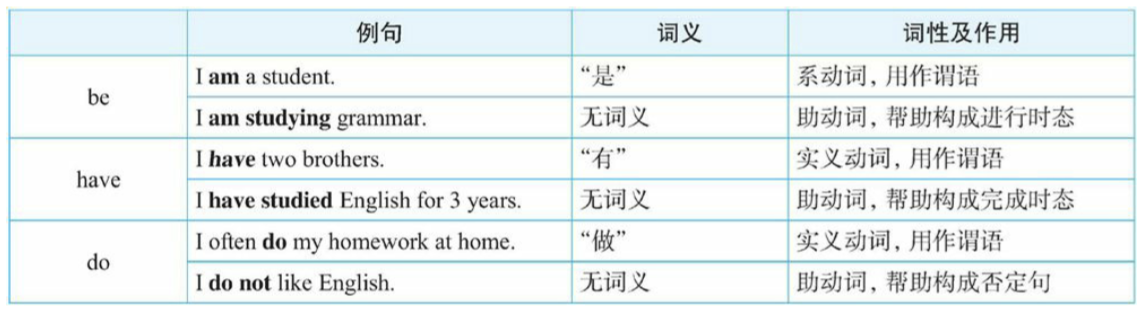 例句 词义 词性及作用
be
I am a student. “是” 系动词，用作谓语
I am studying grammar. 无词义 助动词，帮助构成进行时态
have
I have two brothers. “有” 实义动词，用作谓语
I have studied English for 3 years. 无词义 助动词，帮助构成完成时态
do
I often do my homework at home. “做” 实义动词，用作谓语
I do not like English. 无词义 助动词，帮助构成否定句